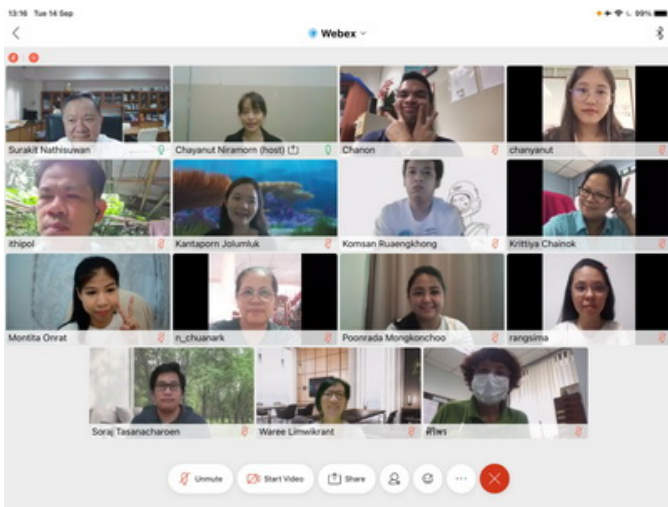 13:16 Tue 14 Sep
99%
Webex
Surakit Nathisuwan
Chayanut Niramorn (host)
Chanon
chanyanut
ithipol
Kantaporn Jolumluk
Komsan Ruaengkhong
Krittiya Chainok
Montita Onrat
n_chuanark
Poonrada Mongkonchoo
rangsima
Soraj Tasanacharoen
Waree Limwikrant
ศิริพร
Unmute
Start Video
Share